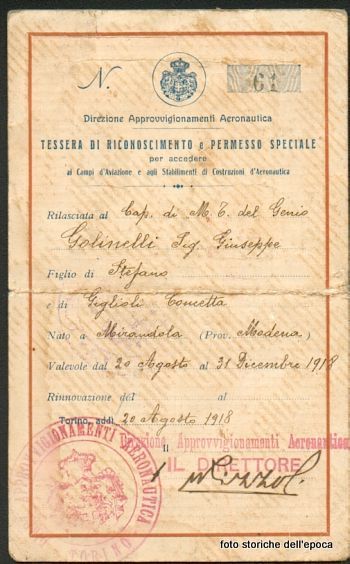 N. 61
Direzione Approvvigionamenti Aeronautica
TESSERA DI RICONOSCIMENTO e PERMESSO SPECIALE
per accedere
ai Campi d'Aviazione e agli Stabilimenti di Costruzioni d'Aeronautica
Rilasciata al Cap. di M. T. del Genio
Golinelli Sig. Giuseppe
Figlio di Stefano
e di Giglioli Concetta
Nato a Mirandola (Prov. Modena)
Valevole dal 20 Agosto al 31 Dicembre 1918
Rinnovazione del al
Torino, addì 20 Agosto 1918
Direzione Approvvigionamenti Aeronautica
Il
IL DIRETTORE
APPROVVIGIONAMENTI AERONAUTICA
TORINO
foto storiche dell'epoca